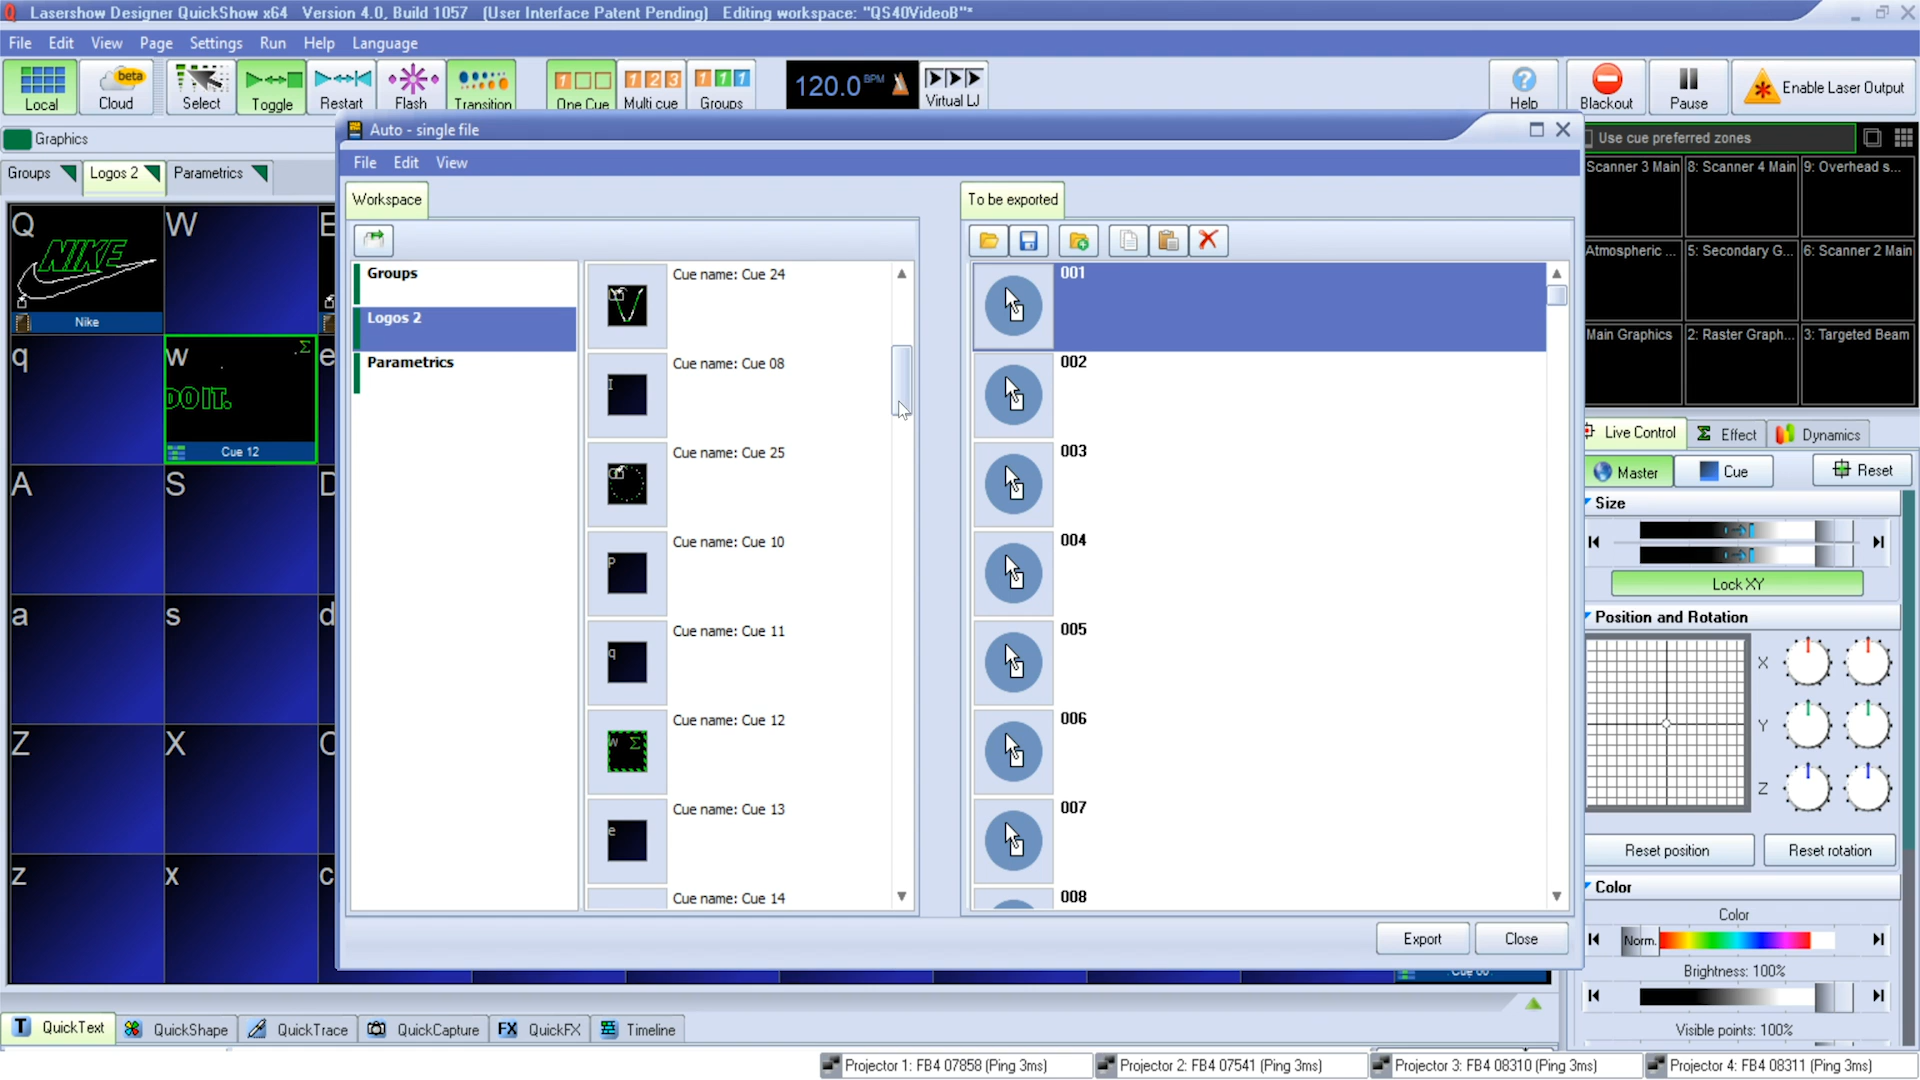 Lasershow Designer QuickShow x64 Version 4.0, Build 1057 (User Interface Patent Pending) Editing workspace: "QS40VideoB"*
File Edit View Page Settings Run Help Language
Local
beta
Cloud
Select
Toggle
Restart
Flash
Transition
One Cue
1 2 3
Multi cue
1 1 1
Groups
120.0 BPM
Virtual LJ
Help
Blackout
Pause
Enable Laser Output
Graphics
Groups
Logos 2
Parametrics
Q
NIKE
Nike
W
E
q
w
Σ
DO IT.
Cue 12
e
A
S
D
a
s
d
Z
X
C
z
x
c
Auto - single file
File Edit View
Workspace
Groups
Logos 2
Parametrics
Cue name: Cue 24
Cue name: Cue 08
Cue name: Cue 25
Cue name: Cue 10
Cue name: Cue 11
Cue name: Cue 12
Cue name: Cue 13
Cue name: Cue 14
To be exported
001
002
003
004
005
006
007
008
Export
Close
Use cue preferred zones
Scanner 3 Main
8: Scanner 4 Main
9: Overhead s...
Atmospheric ...
5: Secondary G...
6: Scanner 2 Main
Main Graphics
2: Raster Graph...
3: Targeted Beam
Live Control
Effect
Dynamics
Master
Cue
Reset
Size
Lock XY
Position and Rotation
X
Y
Z
Reset position
Reset rotation
Color
Color
Norm.
Brightness: 100%
Visible points: 100%
QuickText
QuickShape
QuickTrace
QuickCapture
FX QuickFX
Timeline
Projector 1: FB4 07858 (Ping 3ms)
Projector 2: FB4 07541 (Ping 3ms)
Projector 3: FB4 08310 (Ping 3ms)
Projector 4: FB4 08311 (Ping 3ms)